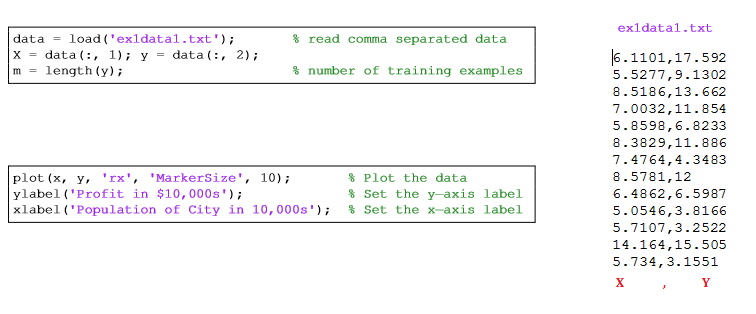 data = load('ex1data1.txt'); % read comma separated data
X = data(:, 1); y = data(:, 2);
m = length(y); % number of training examples
plot(x, y, 'rx', 'MarkerSize', 10); % Plot the data
ylabel('Profit in $10,000s'); % Set the y–axis label
xlabel('Population of City in 10,000s'); % Set the x–axis label
ex1data1.txt
6.1101,17.592
5.5277,9.1302
8.5186,13.662
7.0032,11.854
5.8598,6.8233
8.3829,11.886
7.4764,4.3483
8.5781,12
6.4862,6.5987
5.0546,3.8166
5.7107,3.2522
14.164,15.505
5.734,3.1551
X , Y